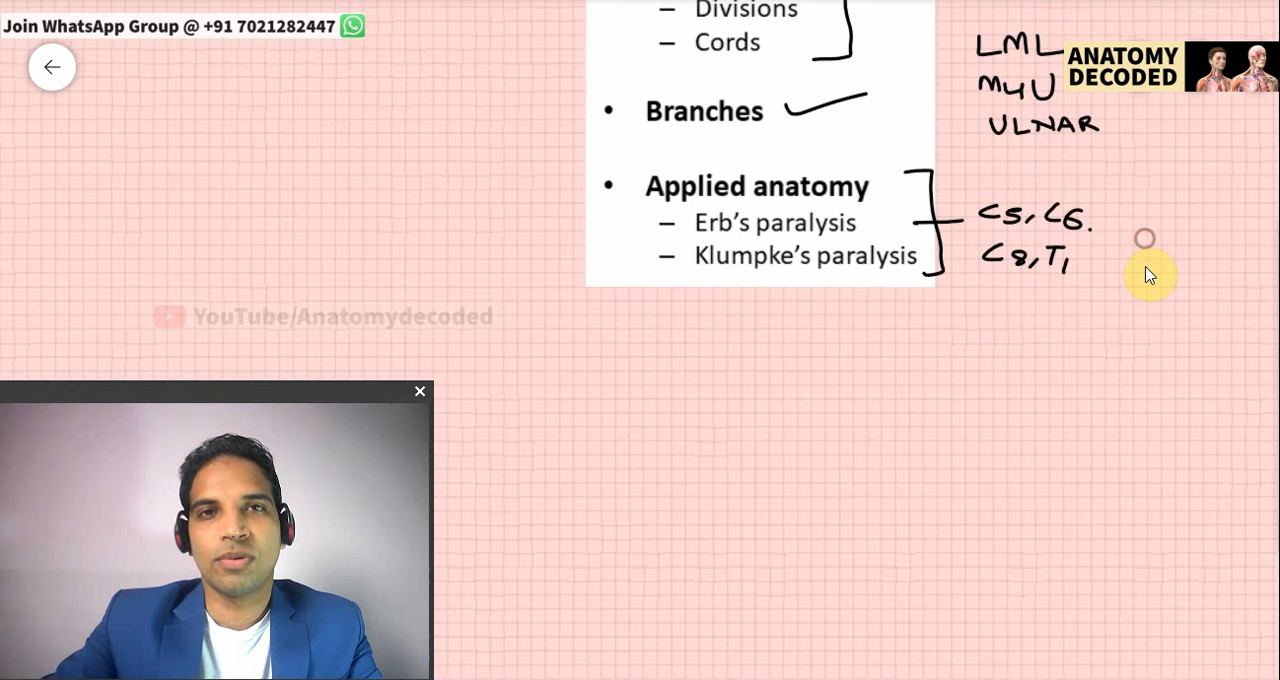 Join WhatsApp Group @ +91 7021282447
– Divisions
– Cords
LML
ANATOMY
DECODED
M4U
• Branches
ULNAR
• Applied anatomy
– Erb's paralysis
C5, C6.
– Klumpke's paralysis
C8, T1
YouTube/Anatomydecoded